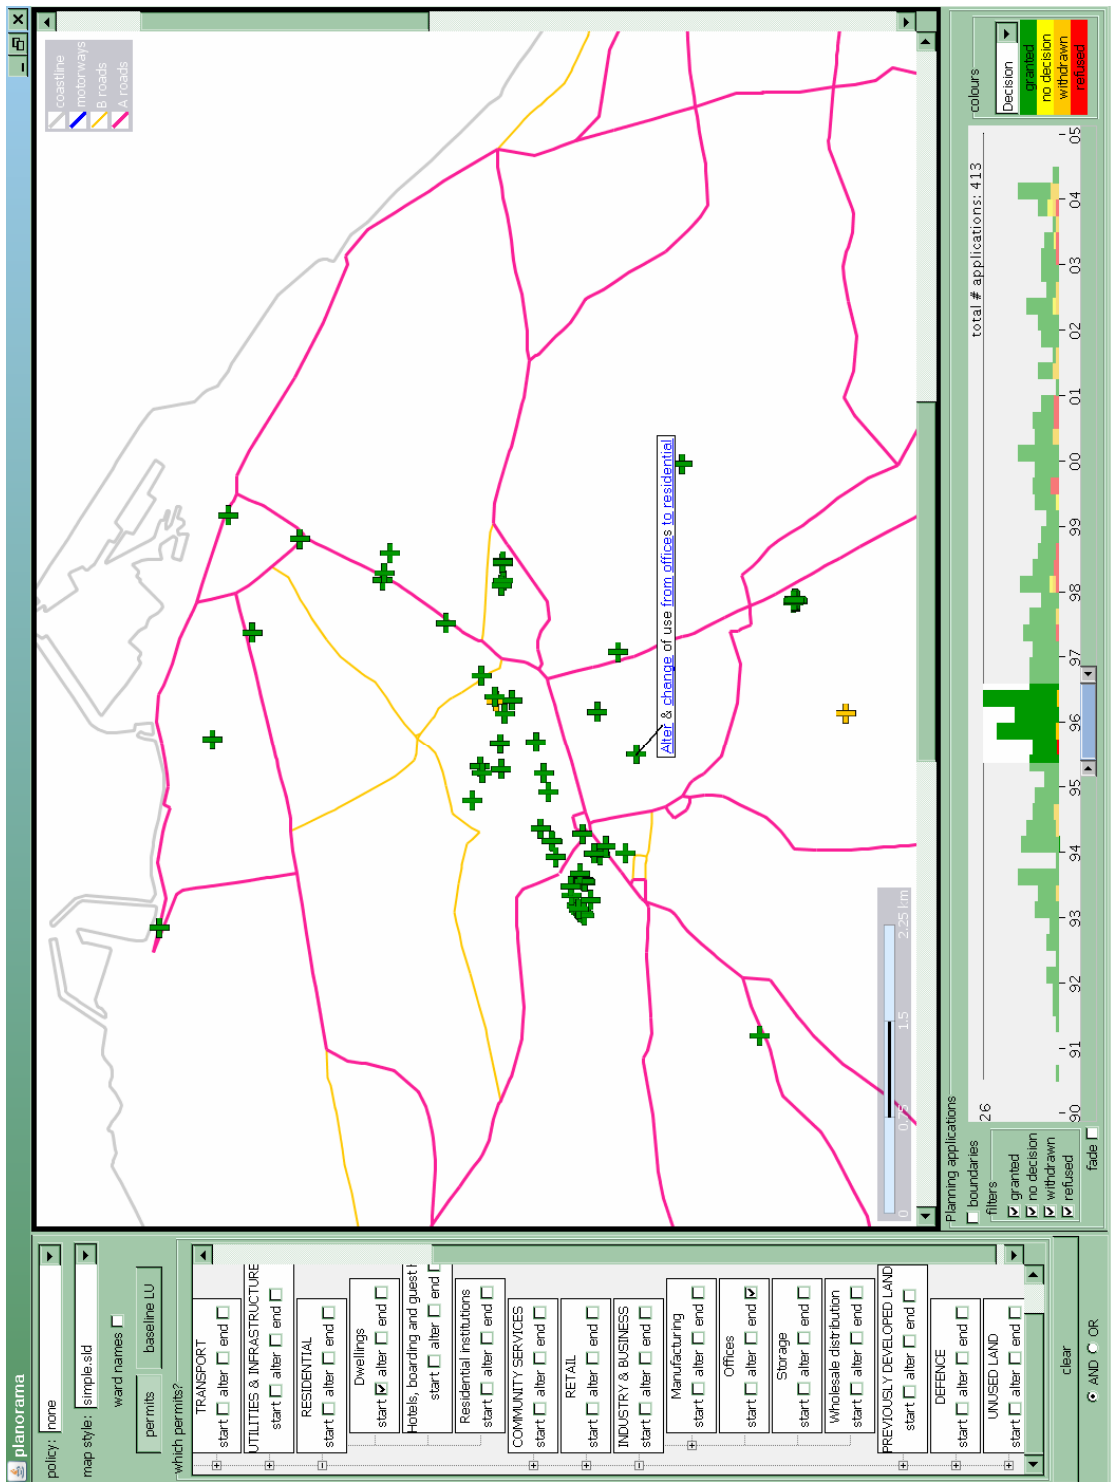 planorama
policy: none
map style: simple.sld
ward names
permits baseline LU
which permits?
TRANSPORT
start alter end
UTILITIES & INFRASTRUCTURE
start alter end
RESIDENTIAL
start alter end
Dwellings
start alter end
Hotels, boarding and guest
start alter end
Residential institutions
COMMUNITY SERVICES
start alter end
RETAIL
start alter end
INDUSTRY & BUSINESS
start alter end
Manufacturing
start alter end
Offices
start alter end
Storage
start alter end
Wholesale distribution
start alter end
PREVIOUSLY DEVELOPED LAND
start alter end
DEFENCE
start alter end
UNUSED LAND
start alter end
clear
AND OR
coastline
motorways
B roads
A roads
Alter & change of use from offices to residential
0 0.75 1.5 2.25 km
Planning applications
boundaries
filters
granted
no decision
withdrawn
refused
fade
26
total # applications: 413
90 91 92 93 94 95 96 97 98 99 00 01 02 03 04 05
colours
Decision
granted
no decision
withdrawn
refused